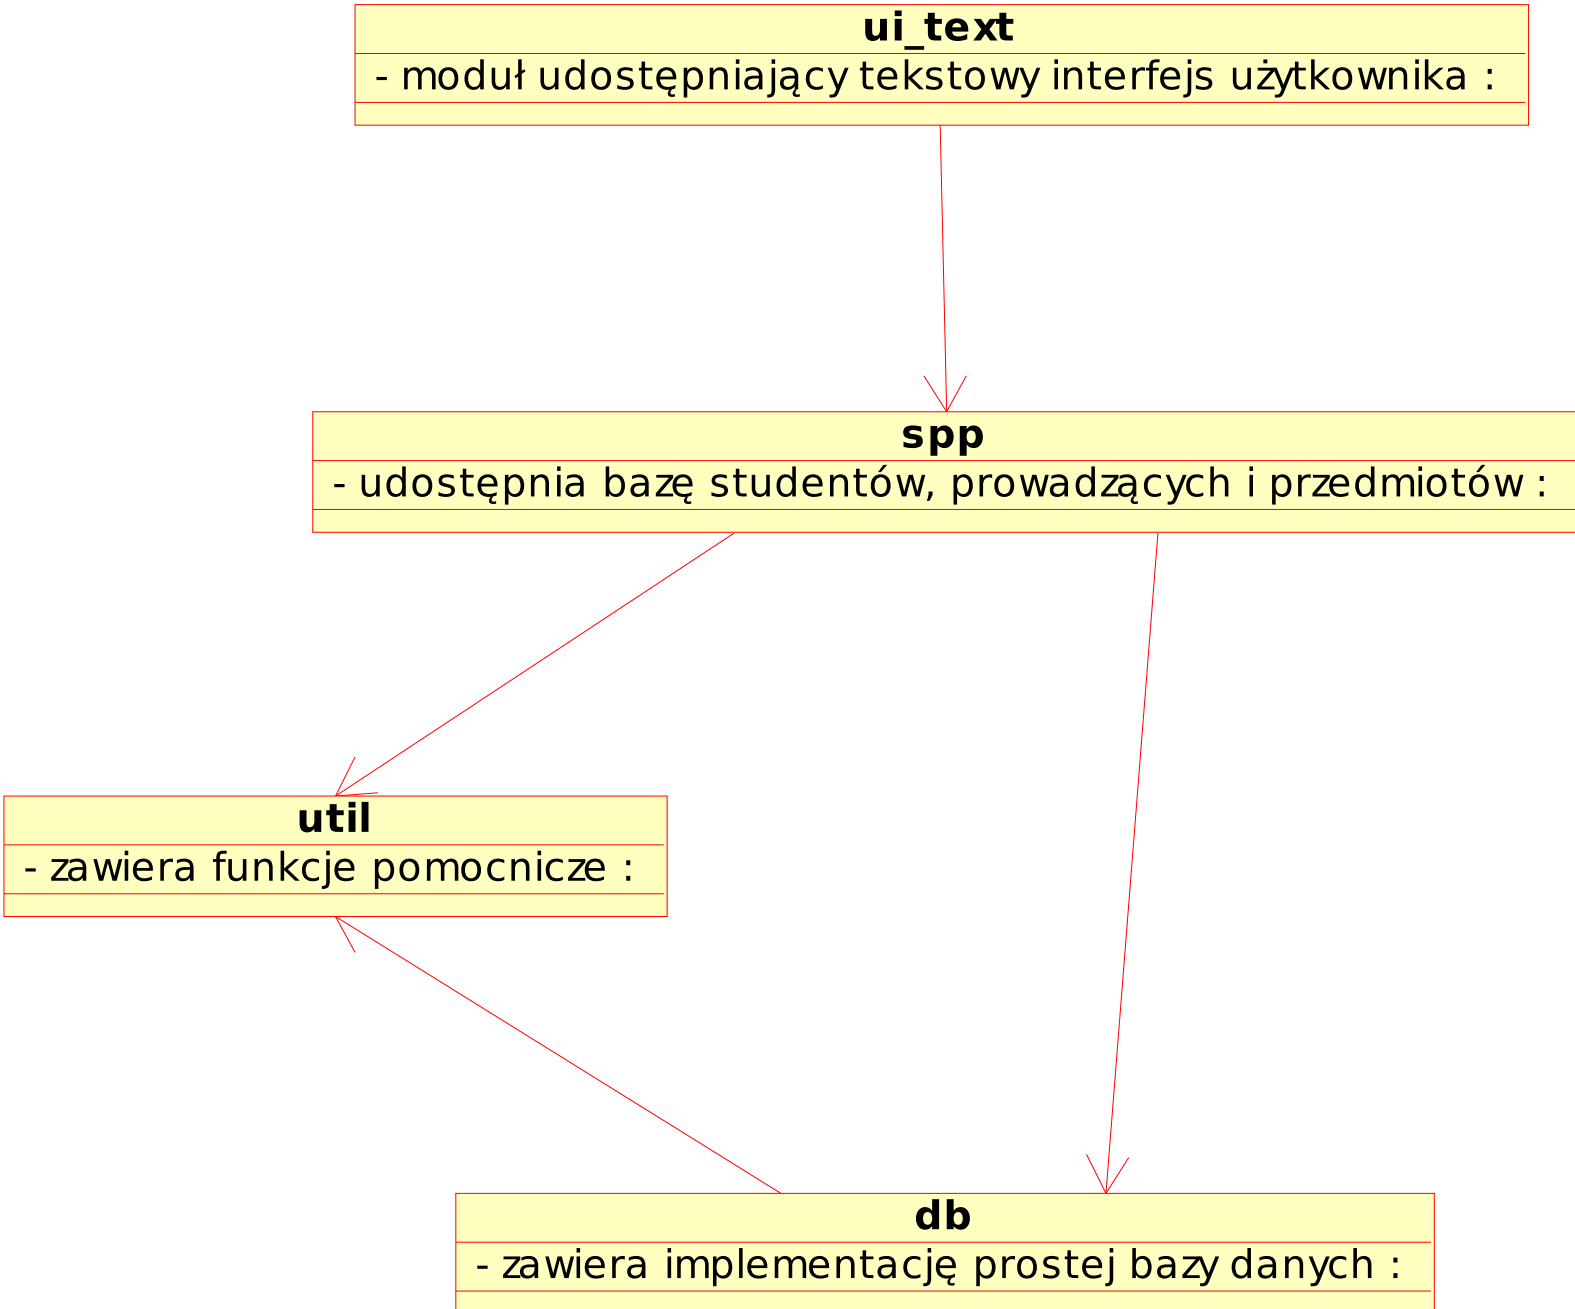 ui_text
- moduł udostępniający tekstowy interfejs użytkownika :
spp
- udostępnia bazę studentów, prowadzących i przedmiotów :
util
- zawiera funkcje pomocnicze :
db
- zawiera implementację prostej bazy danych :